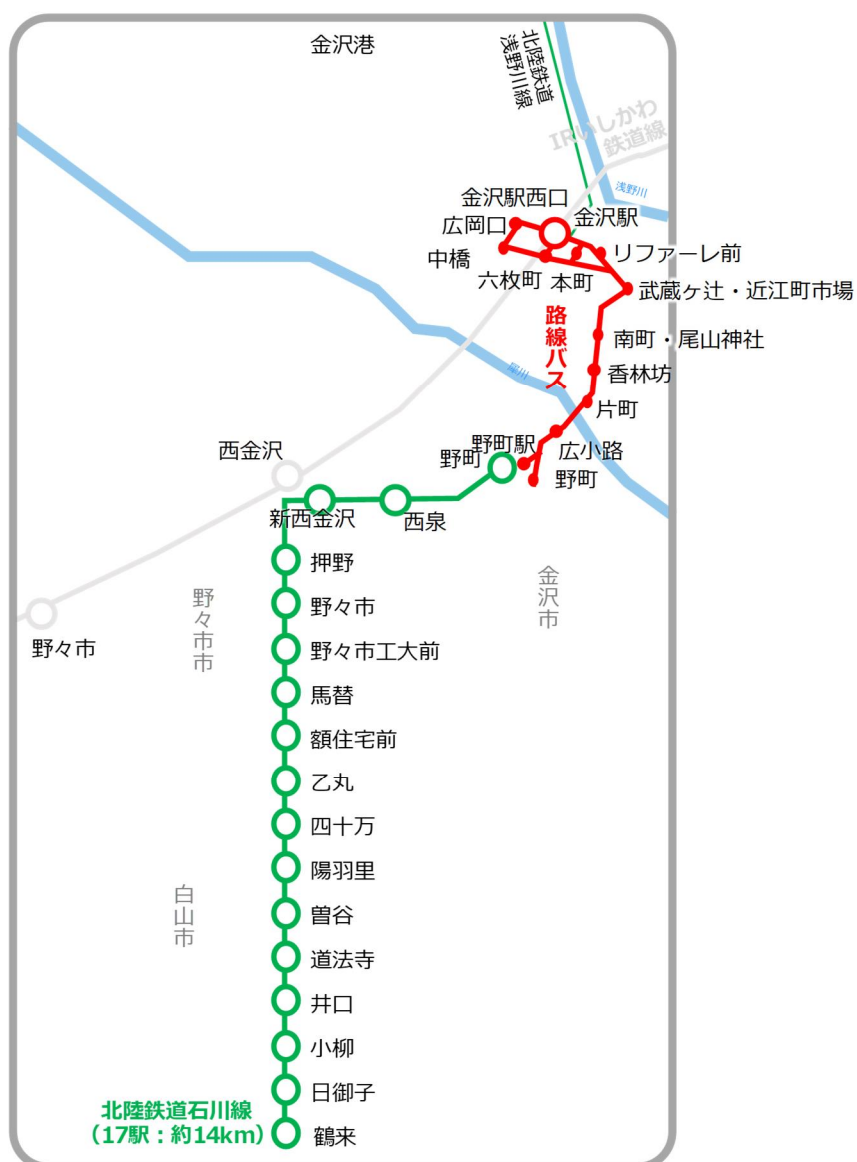 金沢港
北陸鉄道
浅野川線
IRいしかわ
鉄道線
浅野川
金沢駅西口
広岡口
金沢駅
中橋
リファーレ前
六枚町
本町
武蔵ヶ辻・近江町市場
路線バス
南町・尾山神社
香林坊
犀川
片町
野町駅
広小路
野町
野町
西金沢
新西金沢
西泉
押野
金沢市
野々市市
野々市
野々市
野々市工大前
馬替
額住宅前
乙丸
四十万
陽羽里
白山市
曽谷
道法寺
井口
小柳
日御子
北陸鉄道石川線
（17駅：約14km）
鶴来